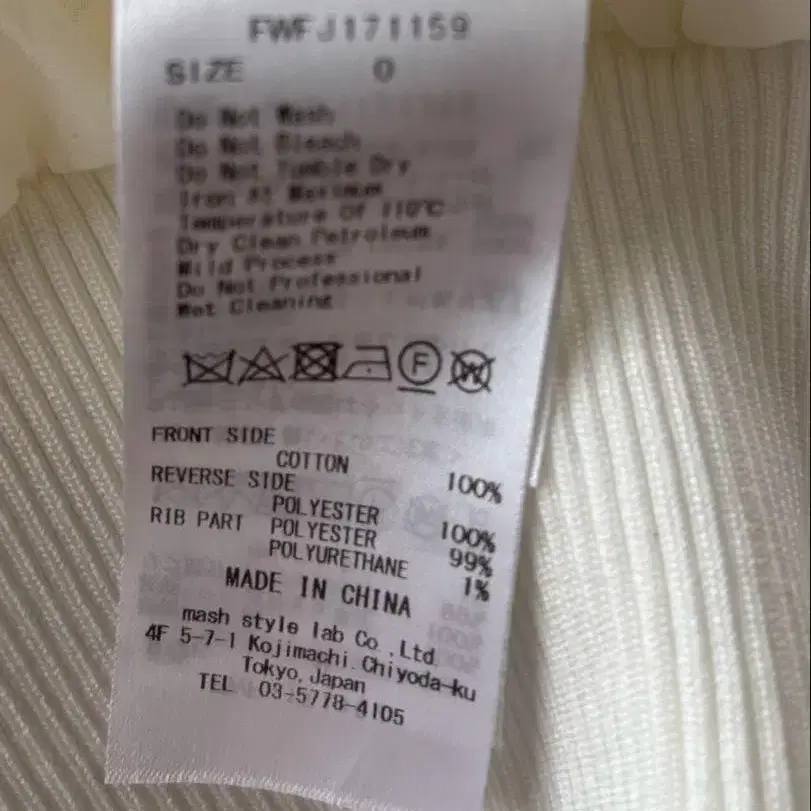 FWFJ171159
SIZE 0
Do Not Wash
Do Not Bleach
Do Not Tumble Dry
Iron At Maximum
Temperature Of 110℃
Dry Clean Petroleum
Mild Process
Do Not Professional
Wet Cleaning
F W
FRONT SIDE
COTTON 100%
REVERSE SIDE
POLYESTER 100%
RIB PART POLYESTER 99%
POLYURETHANE 1%
MADE IN CHINA
mash style lab Co.,Ltd.
4F 5-7-1 Kojimachi.Chiyoda-ku
Tokyo,Japan
TEL 03-5778-4105